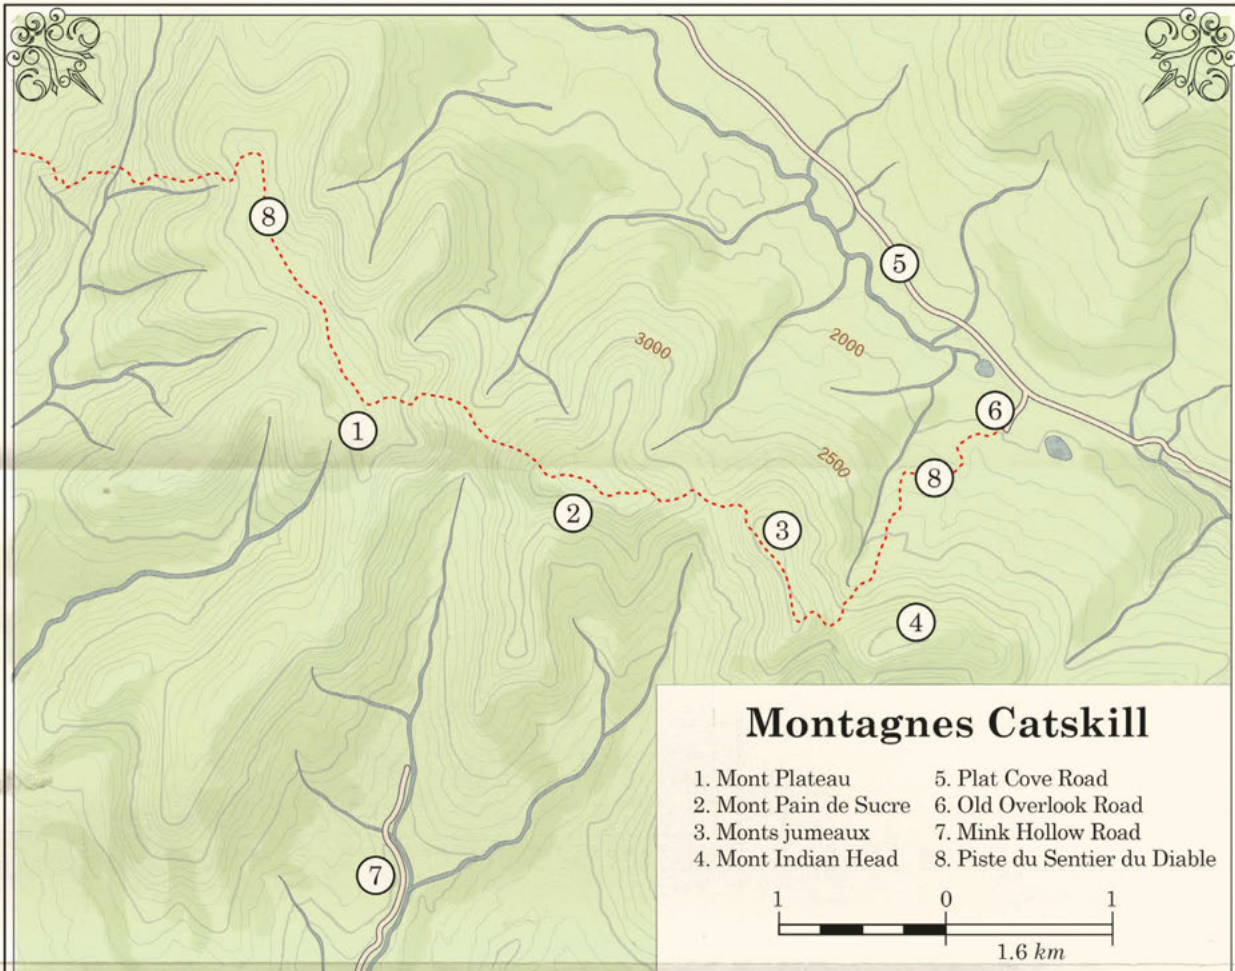 8
5
3000
2000
1
6
2500
8
2
3
4
7
Montagnes Catskill
1. Mont Plateau
2. Mont Pain de Sucre
3. Monts jumeaux
4. Mont Indian Head
5. Plat Cove Road
6. Old Overlook Road
7. Mink Hollow Road
8. Piste du Sentier du Diable
1 0 1
1.6 km